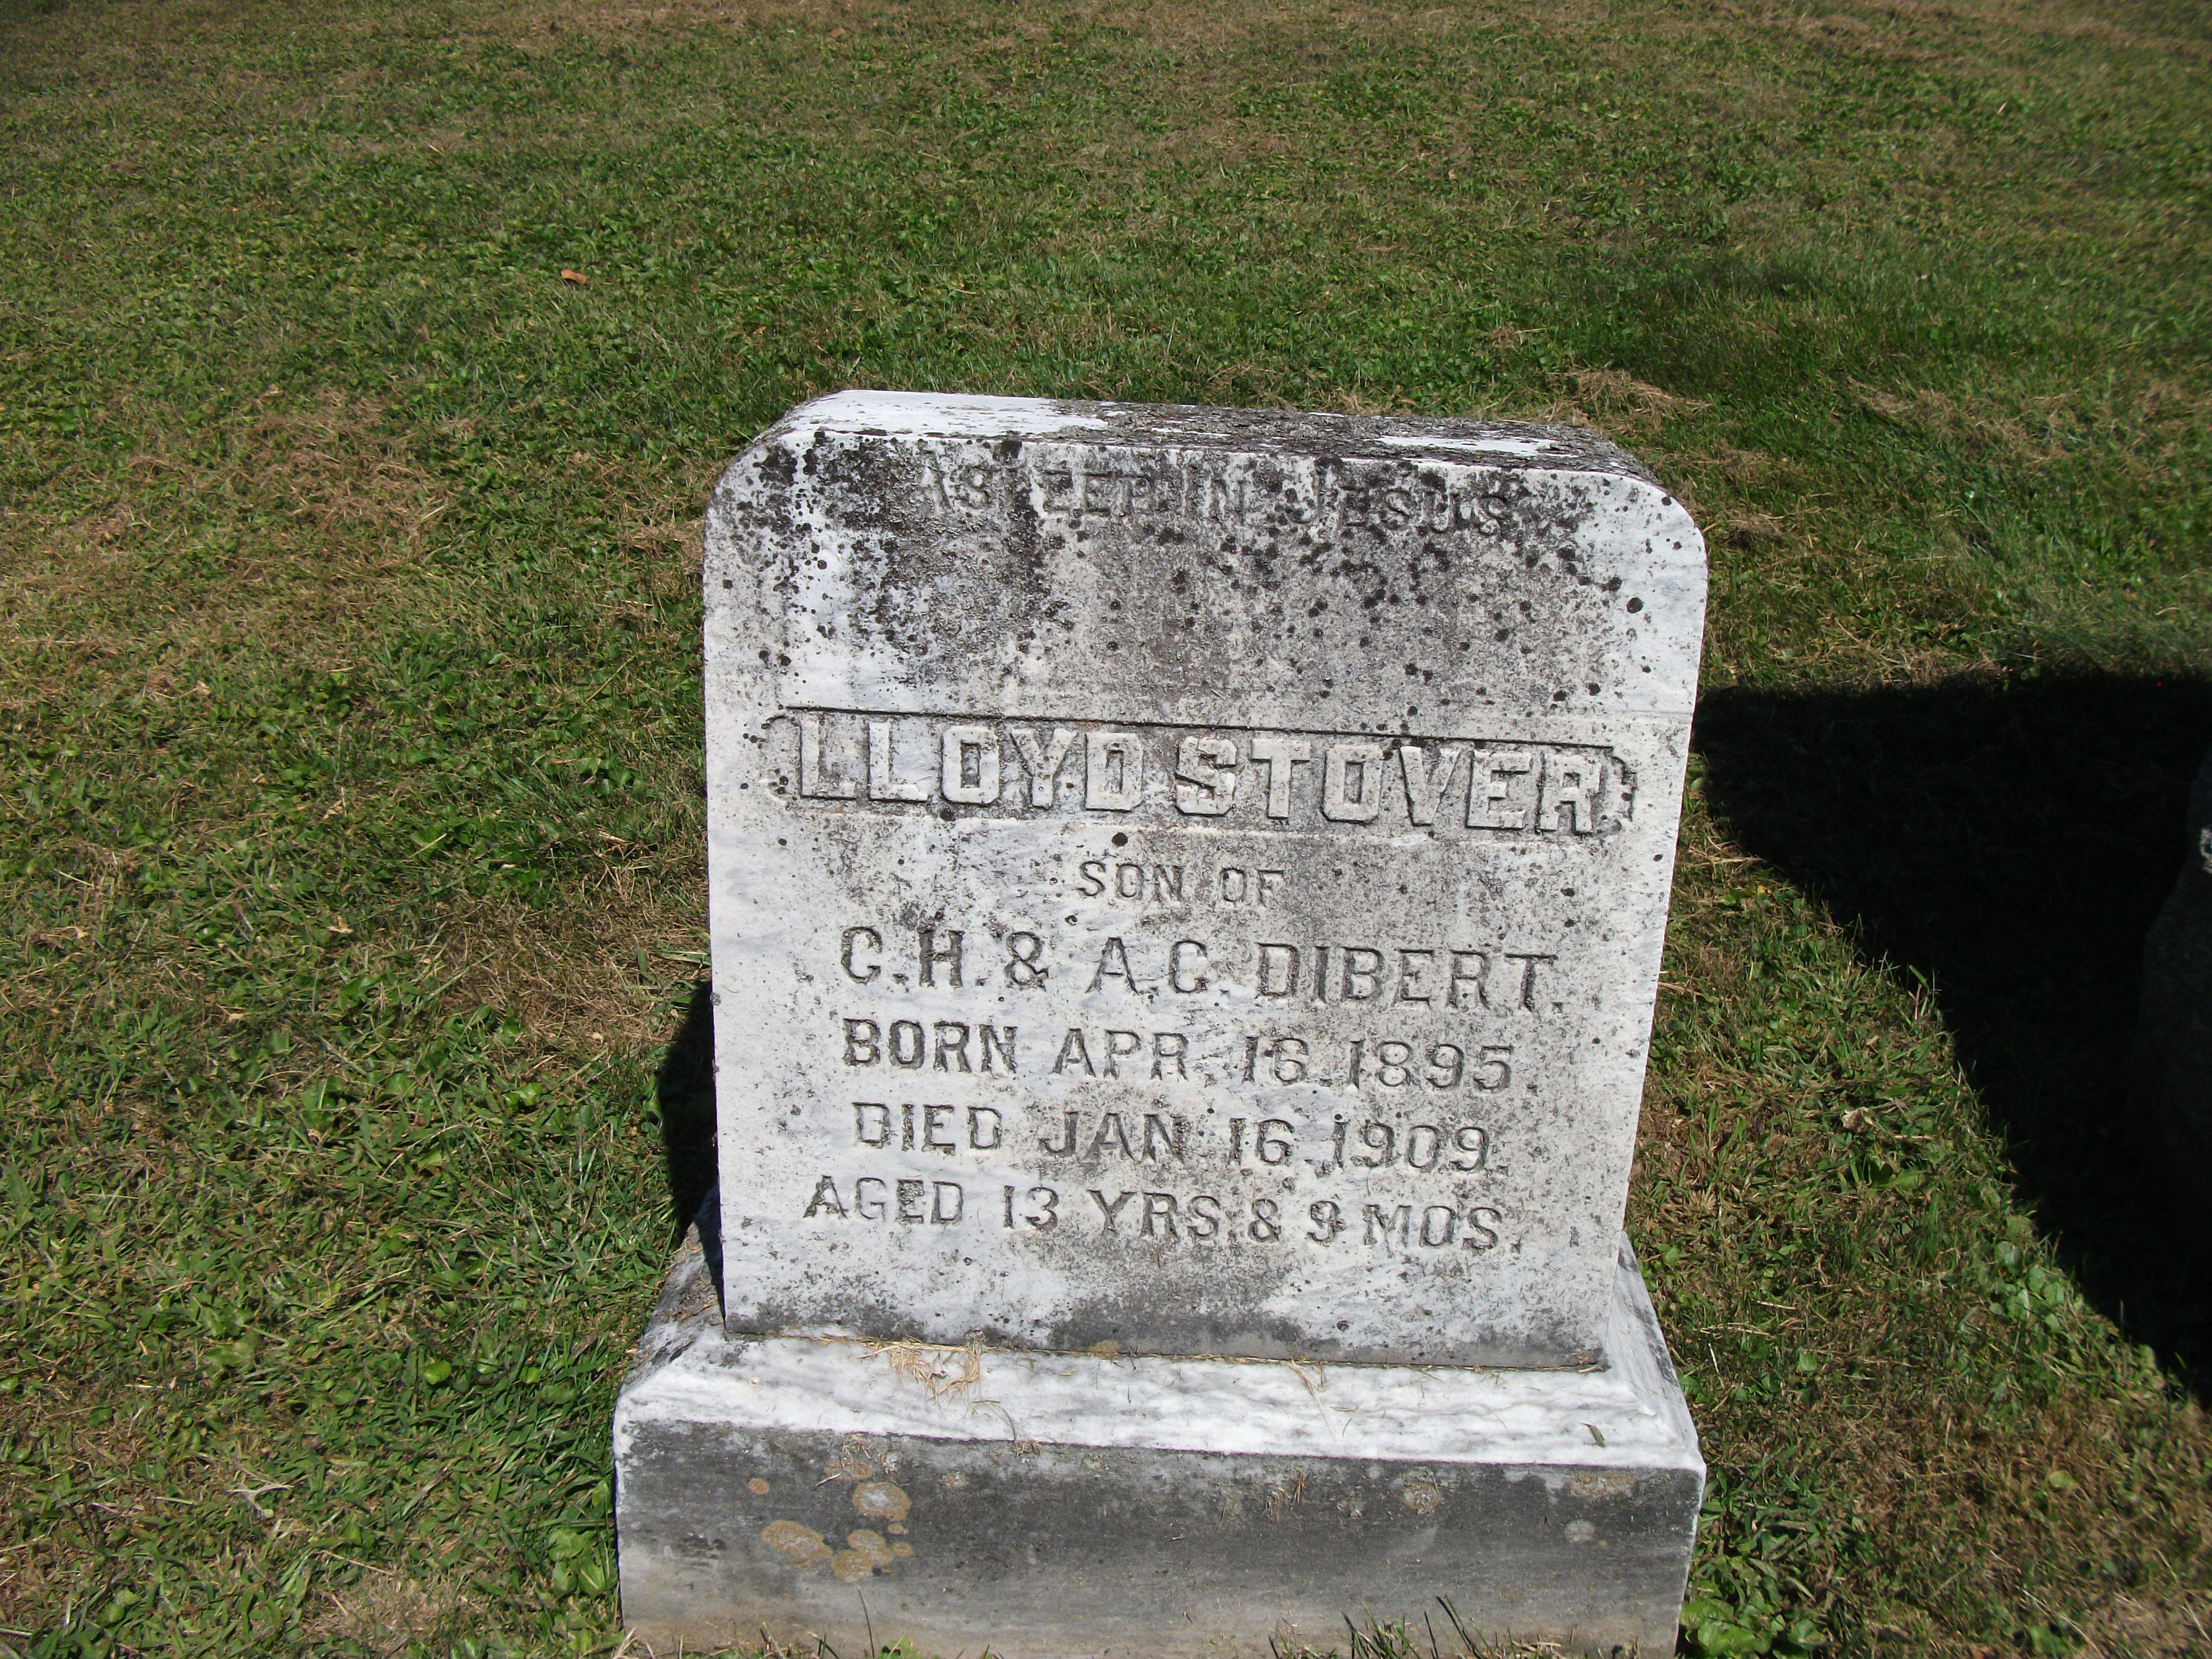 ASLEEP IN JESUS
LLOYD STOVER
SON OF
C.H. & A.C. DIBERT.
BORN APR. 16, 1895.
DIED JAN. 16, 1909.
AGED 13 YRS. & 9 MOS.